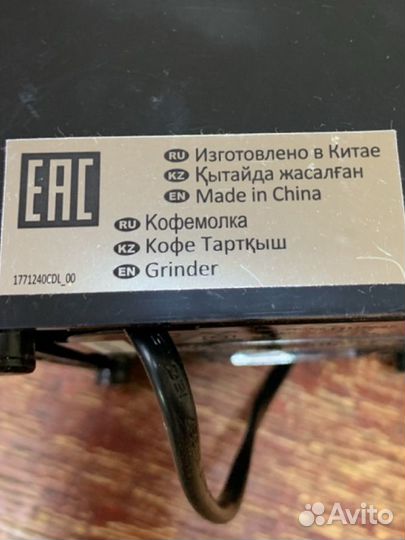 EAC
RU Изготовлено в Китае
KZ Қытайда жасалған
EN Made in China
RU Кофемолка
KZ Кофе Тартқыш
EN Grinder
1771240CDL_00
Avito